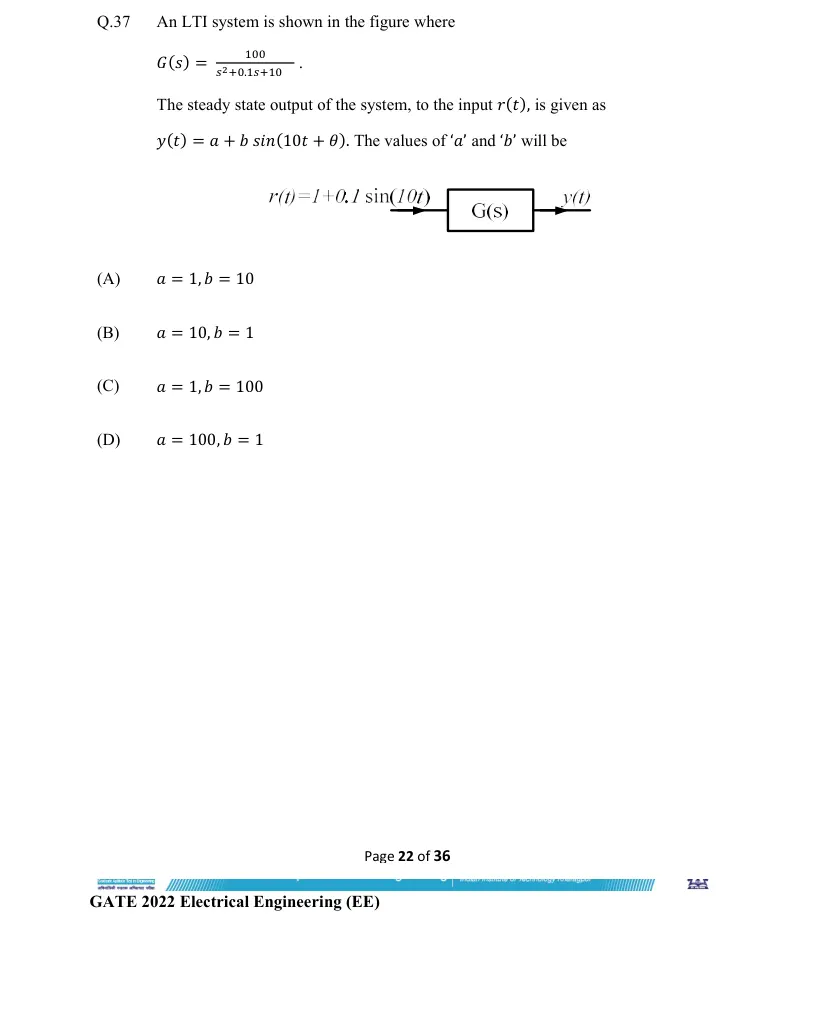 Q.37 An LTI system is shown in the figure where
G(s) = 100 / s²+0.1s+10 .
The steady state output of the system, to the input r(t), is given as
y(t) = a + b sin(10t + θ). The values of ‘a’ and ‘b’ will be
r(t)=1+0.1 sin(10t) G(s) y(t)
(A) a = 1, b = 10
(B) a = 10, b = 1
(C) a = 1, b = 100
(D) a = 100, b = 1
Page 22 of 36
GATE 2022 Electrical Engineering (EE)